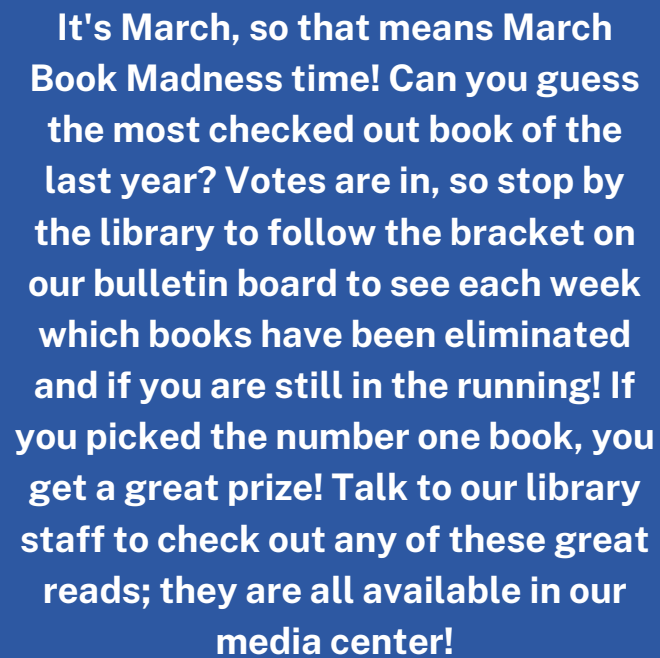 It's March, so that means March
Book Madness time! Can you guess
the most checked out book of the
last year? Votes are in, so stop by
the library to follow the bracket on
our bulletin board to see each week
which books have been eliminated
and if you are still in the running! If
you picked the number one book, you
get a great prize! Talk to our library
staff to check out any of these great
reads; they are all available in our
media center!